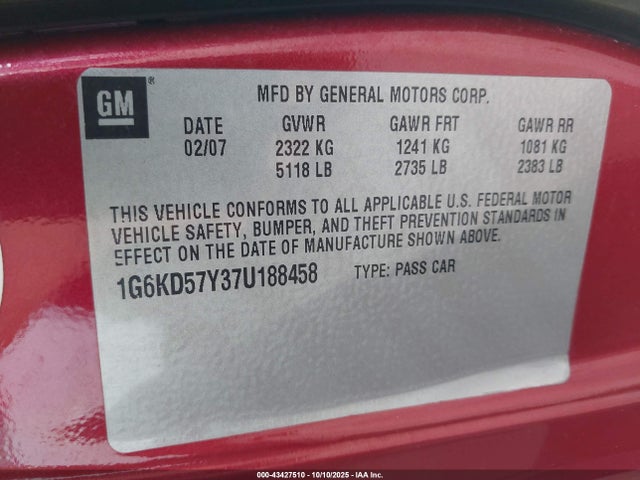 GM ®
MFD BY GENERAL MOTORS CORP.
DATE GVWR GAWR FRT GAWR RR
02/07 2322 KG 1241 KG 1081 KG
5118 LB 2735 LB 2383 LB
THIS VEHICLE CONFORMS TO ALL APPLICABLE U.S. FEDERAL MOTOR
VEHICLE SAFETY, BUMPER, AND THEFT PREVENTION STANDARDS IN
EFFECT ON THE DATE OF MANUFACTURE SHOWN ABOVE.
1G6KD57Y37U188458 TYPE: PASS CAR
000-43427510 - 10/10/2025 - IAA Inc.